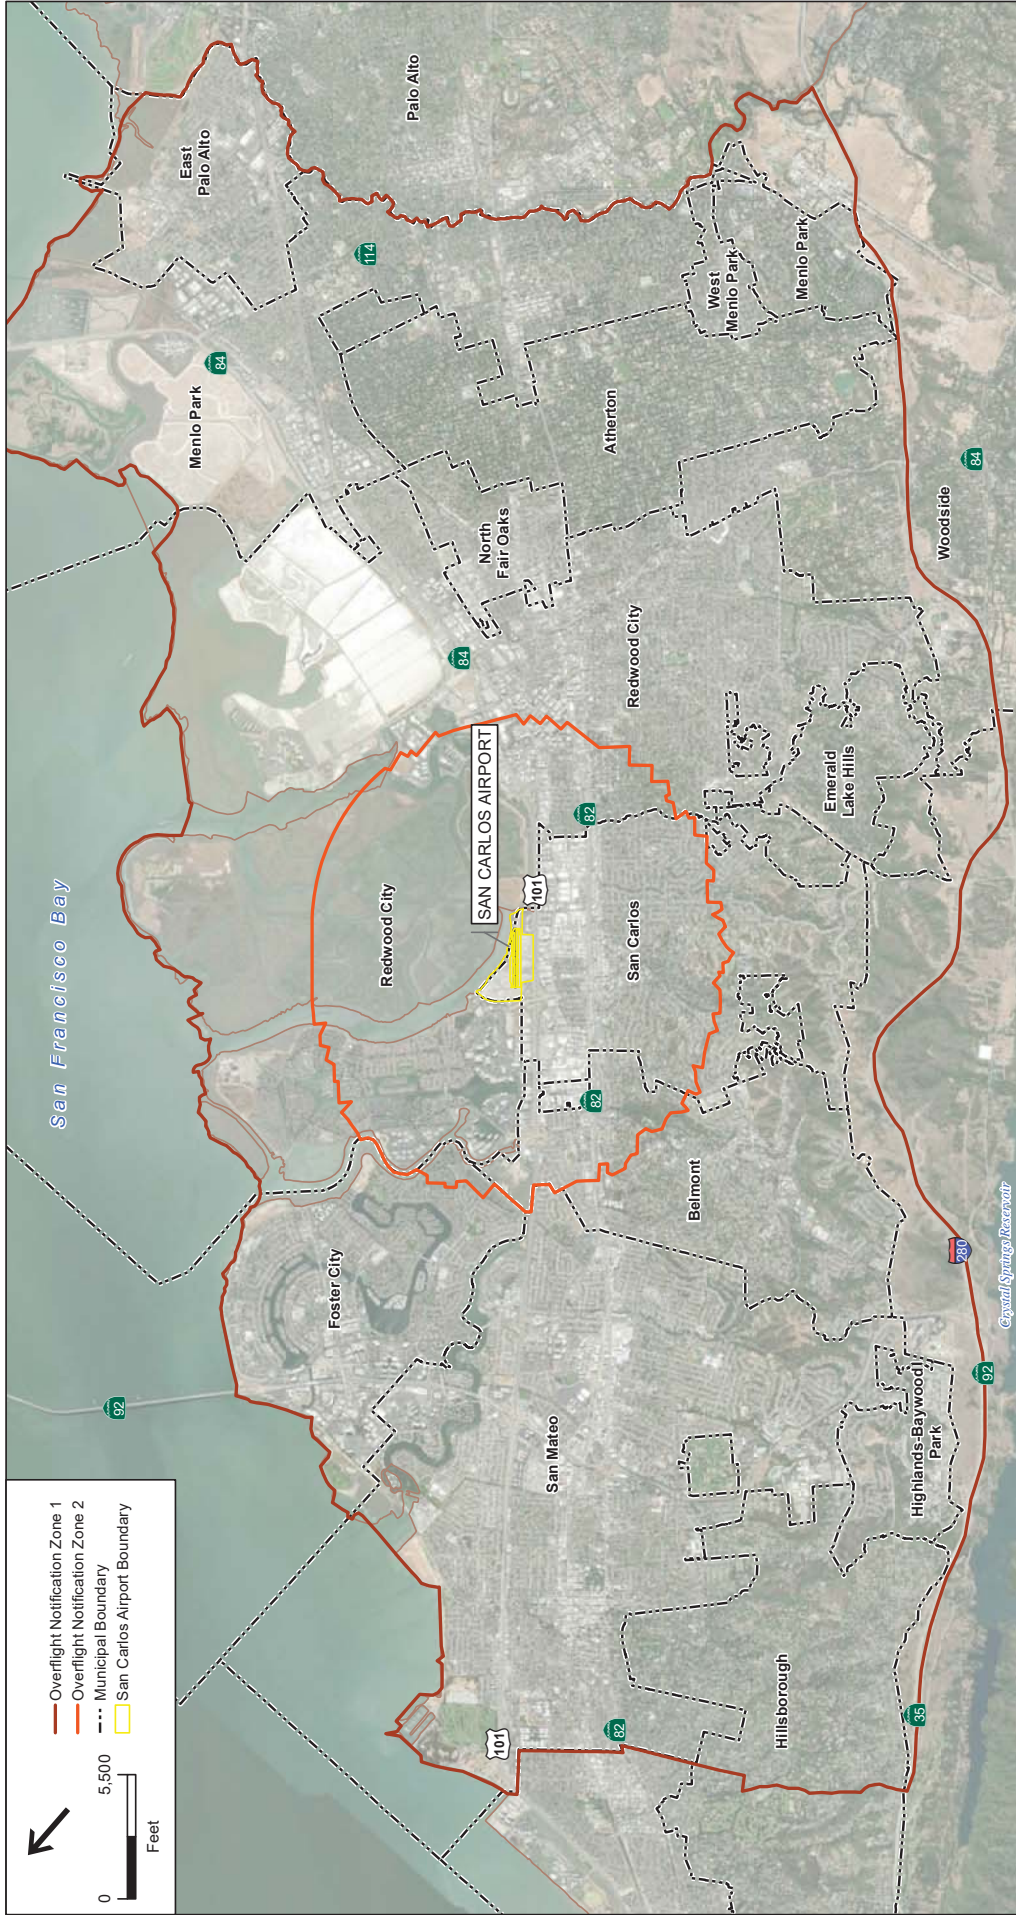 Overflight Notification Zone 1
Overflight Notification Zone 2
Municipal Boundary
San Carlos Airport Boundary
0
5,500
Feet
San Francisco Bay
92
Foster City
Redwood City
Menlo Park
84
East
Palo Alto
114
Palo Alto
101
San Mateo
SAN CARLOS AIRPORT
101
84
North
Fair Oaks
Atherton
82
82
82
Hillsborough
Belmont
San Carlos
Redwood City
West
Menlo Park
Menlo Park
Highlands-Baywood
Park
Emerald
Lake Hills
35
92
280
Woodside
84
Crystal Springs Reservoir